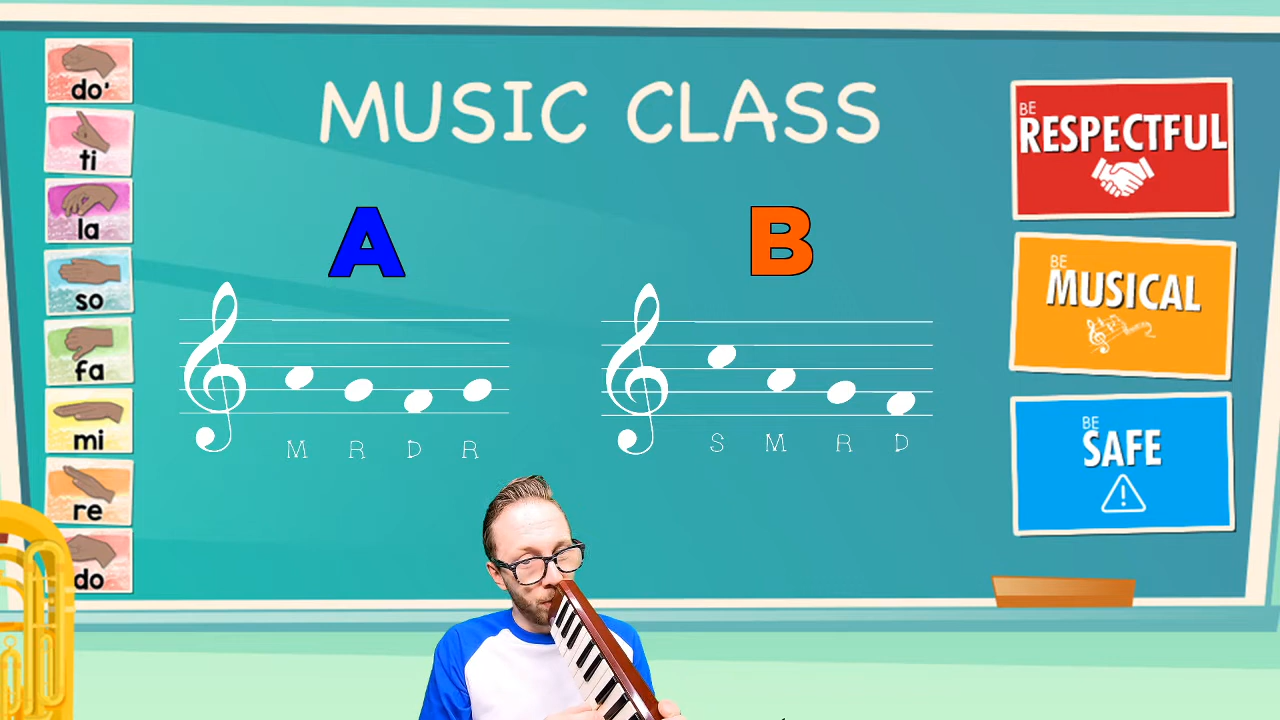 MUSIC CLASS
do'
ti
la
so
fa
mi
re
do
A
M R D R
B
S M R D
BE
RESPECTFUL
BE
MUSICAL
BE
SAFE